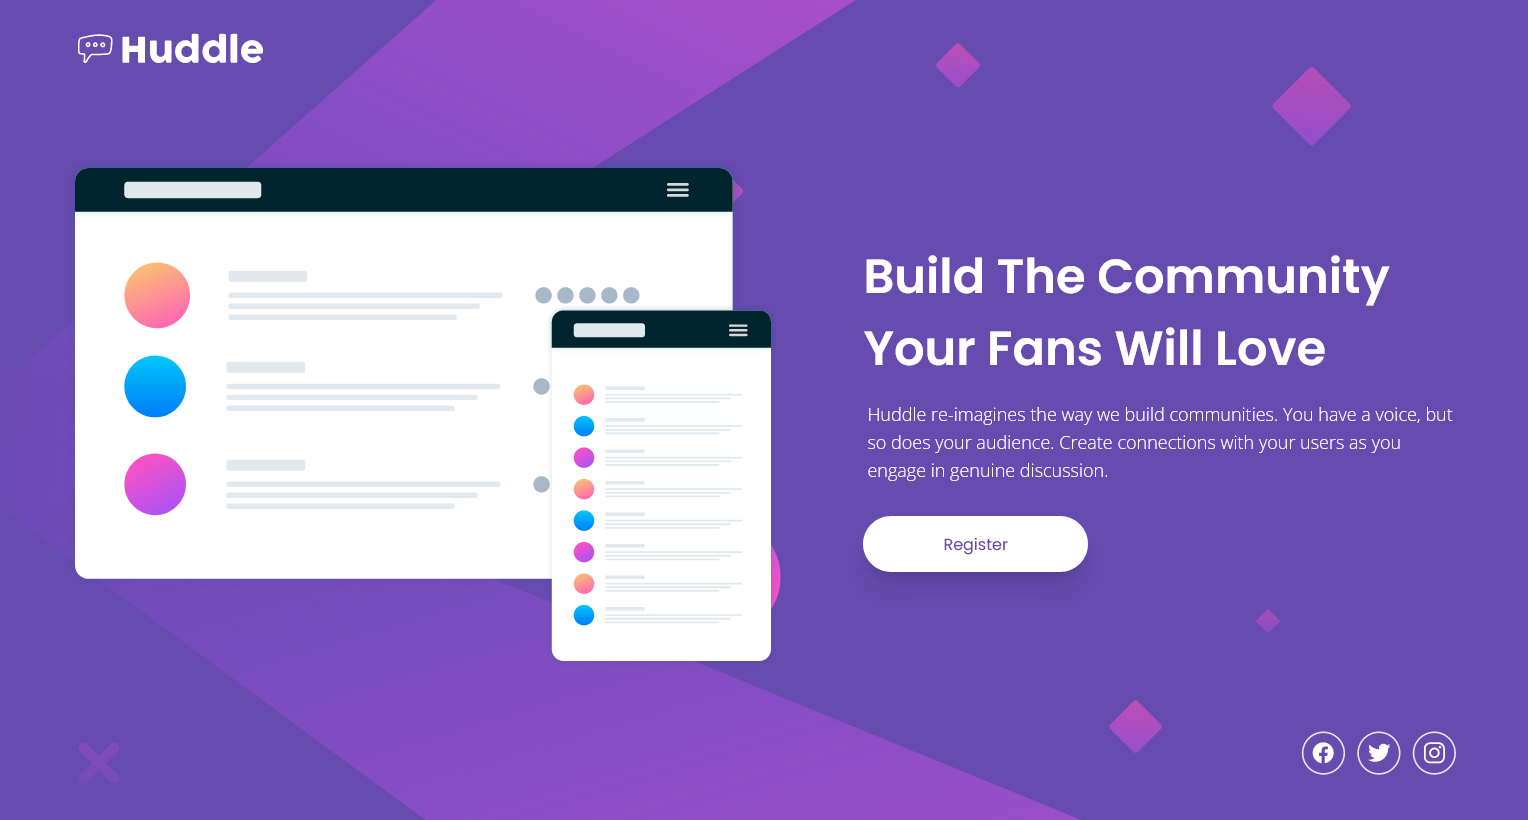 Huddle
Build The Community
Your Fans Will Love
Huddle re-imagines the way we build communities. You have a voice, but
so does your audience. Create connections with your users as you
engage in genuine discussion.
Register